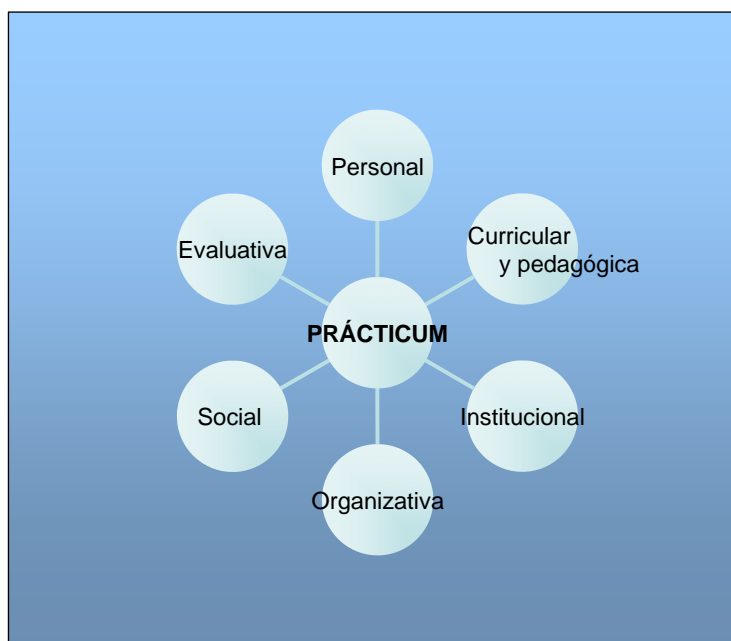 Personal
Evaluativa
Curricular
y pedagógica
PRÁCTICUM
Social
Institucional
Organizativa